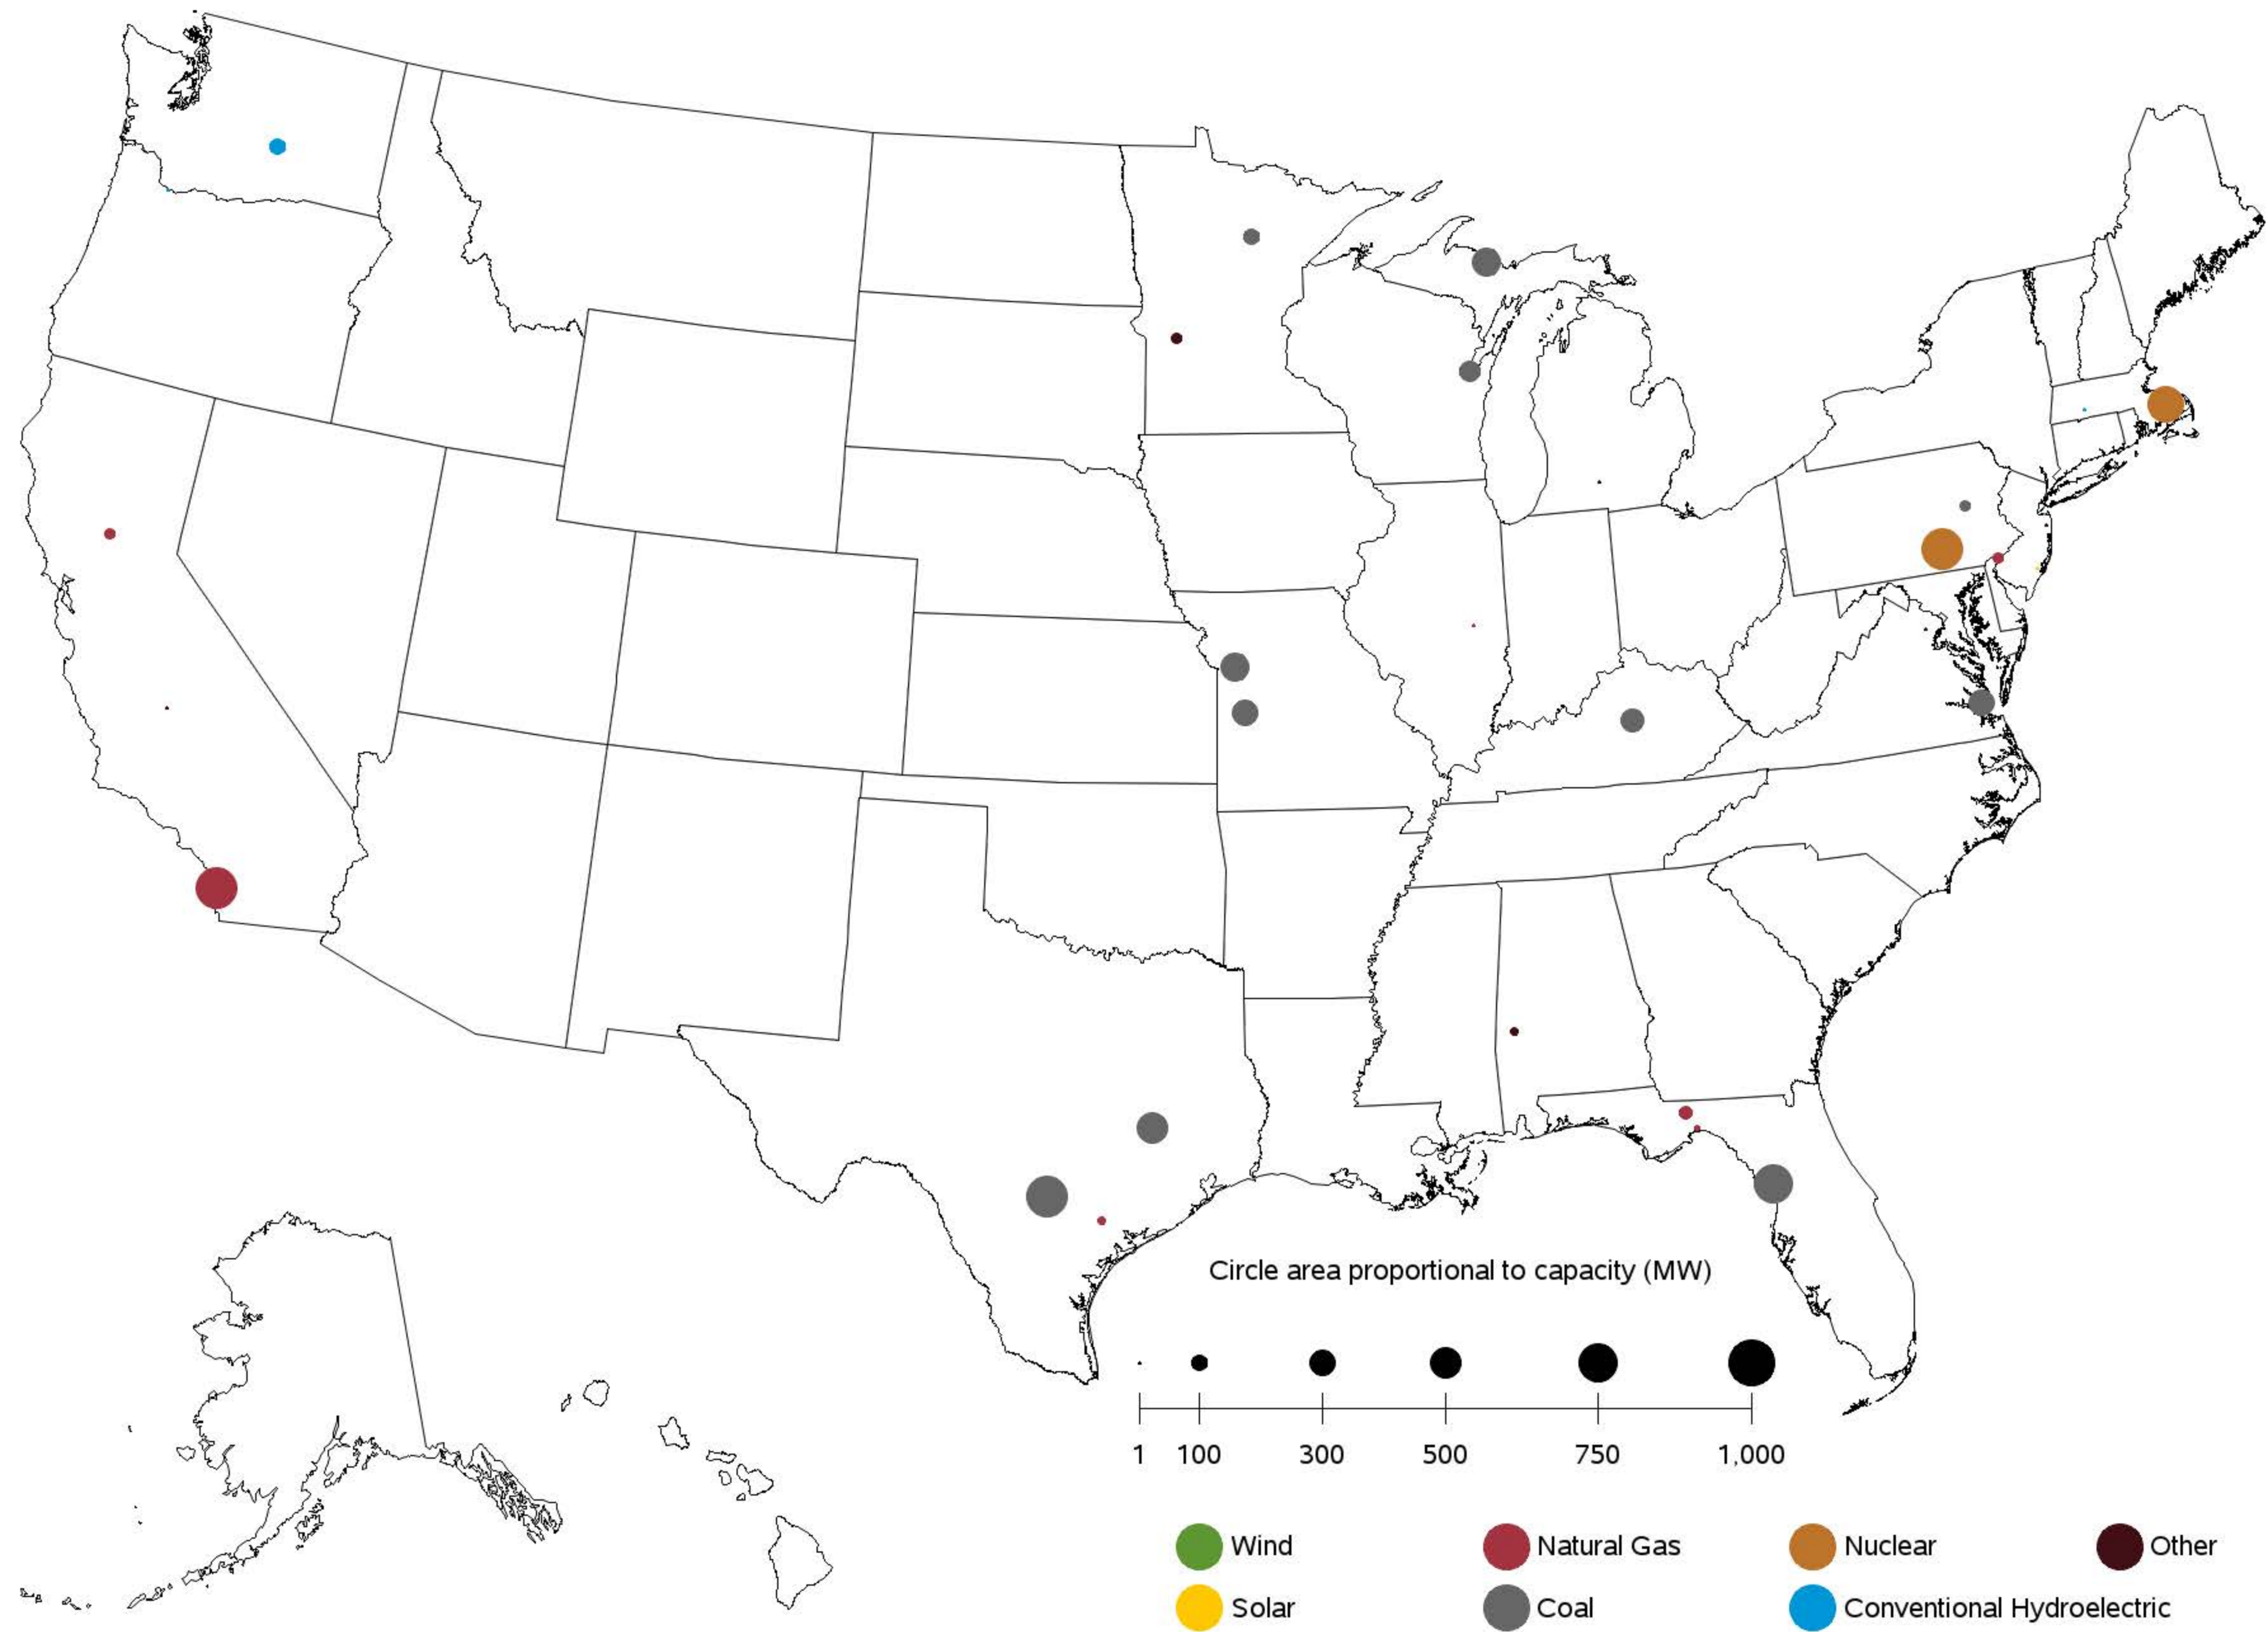 Circle area proportional to capacity (MW)
1 100 300 500 750 1,000
Wind Natural Gas Nuclear Other
Solar Coal Conventional Hydroelectric